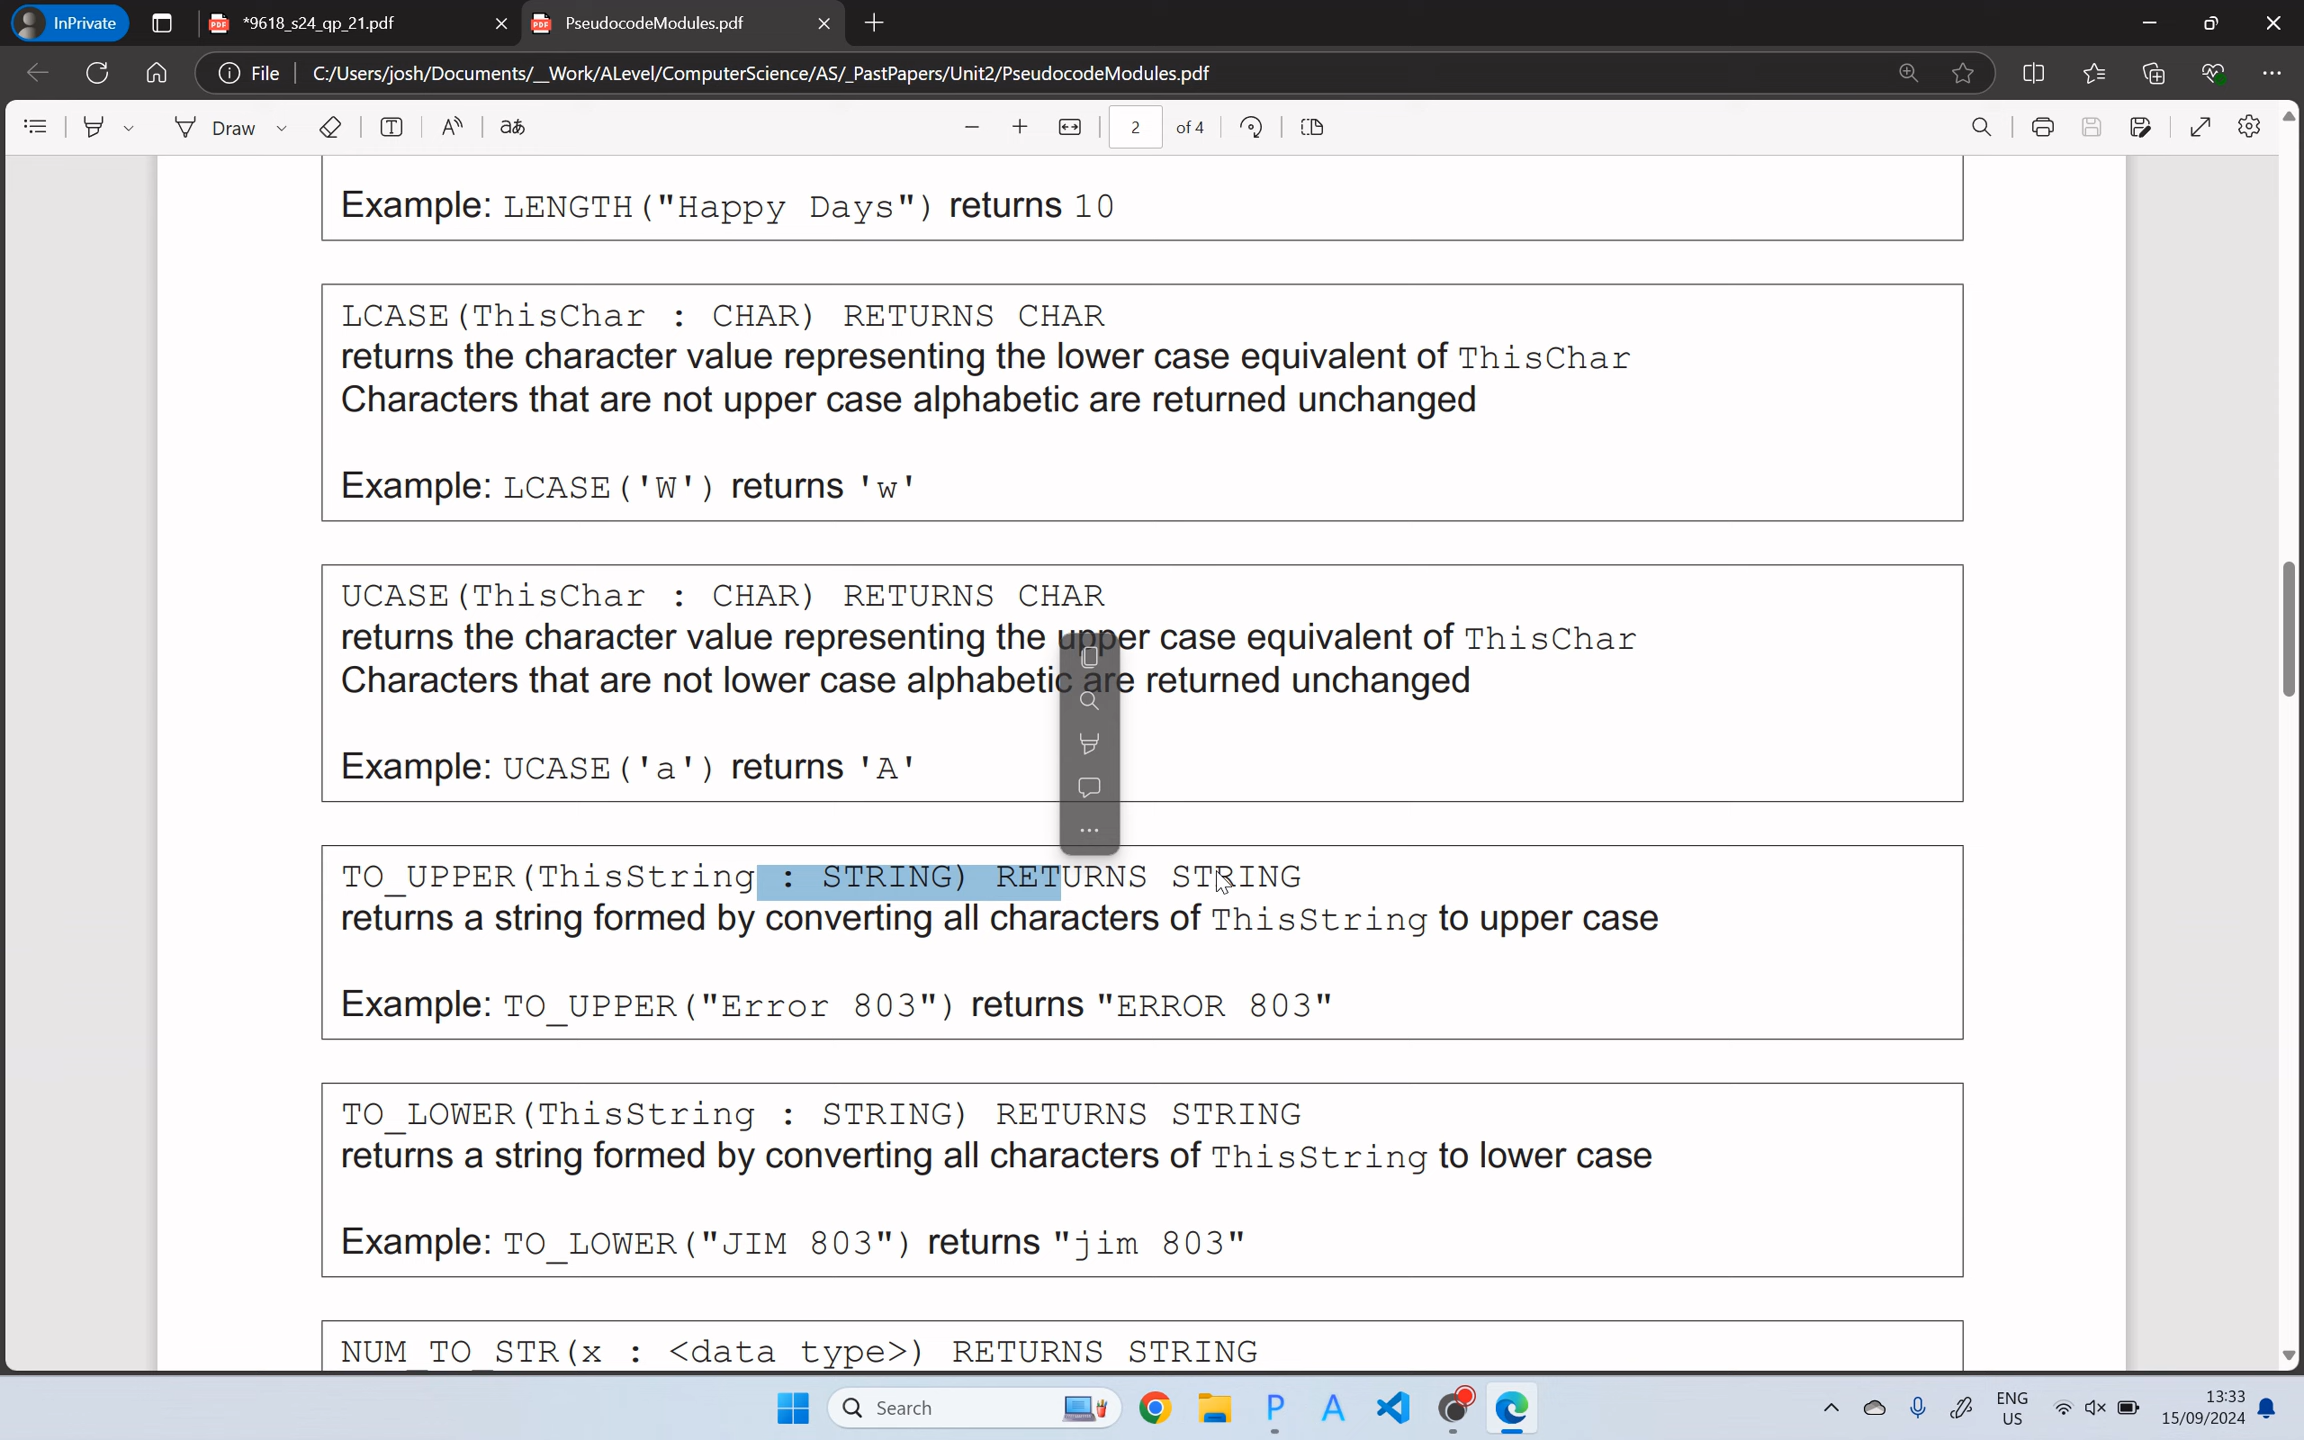 InPrivate
*9618_s24_qp_21.pdf
PseudocodeModules.pdf
File
C:/Users/josh/Documents/__Work/ALevel/ComputerScience/AS/_PastPapers/Unit2/PseudocodeModules.pdf
Draw
aあ
2 of 4
Example: LENGTH("Happy Days") returns 10
LCASE(ThisChar : CHAR) RETURNS CHAR
returns the character value representing the lower case equivalent of ThisChar
Characters that are not upper case alphabetic are returned unchanged
Example: LCASE('W') returns 'w'
UCASE(ThisChar : CHAR) RETURNS CHAR
returns the character value representing the upper case equivalent of ThisChar
Characters that are not lower case alphabetic are returned unchanged
Example: UCASE('a') returns 'A'
TO_UPPER(ThisString : STRING) RETURNS STRING
returns a string formed by converting all characters of ThisString to upper case
Example: TO_UPPER("Error 803") returns "ERROR 803"
TO_LOWER(ThisString : STRING) RETURNS STRING
returns a string formed by converting all characters of ThisString to lower case
Example: TO_LOWER("JIM 803") returns "jim 803"
NUM_TO_STR(x : <data type>) RETURNS STRING
Search
ENG
US
13:33
15/09/2024